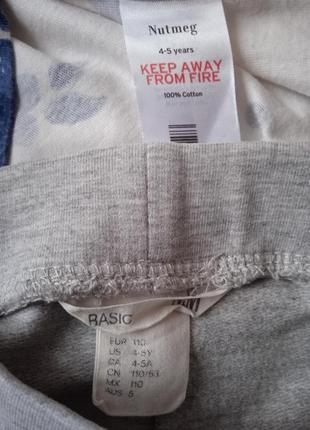 Nutmeg
4-5 years
KEEP AWAY
FROM FIRE
100% Cotton
BASIC
EUR 110
US 4-5Y
CA 4-5A
CN 110/53
MX 110
AUS 5